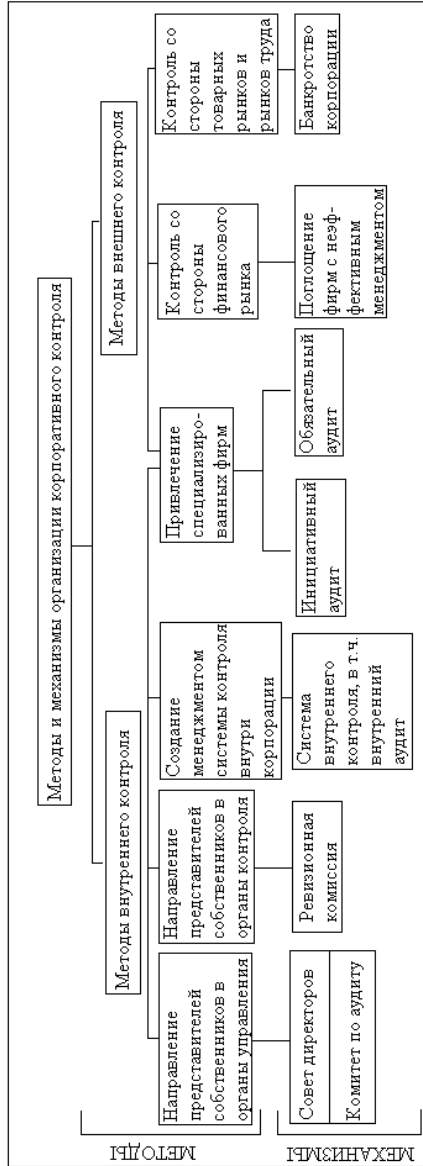 Методы и механизмы организации корпоративного контроля
Методы внутреннего контроля
Методы внешнего контроля
МЕТОДЫ
Направление
представителей
собственников в
органы управления
Направление
представителей
собственников в
органы контроля
Создание
менеджментом
системы контроля
внутри
корпорации
Привлечение
специализиро-
ванных фирм
Контроль со
стороны
финансового
рынка
Контроль со
стороны
товарных
рынков и
рынков труда
МЕХАНИЗМЫ
Совет директоров
Комитет по аудиту
Ревизионная
комиссия
Система
внутреннего
контроля, в т.ч.
внутренний
аудит
Инициативный
аудит
Обязательный
аудит
Поглощение
фирм с неэф-
фективным
менеджментом
Банкротство
корпорации